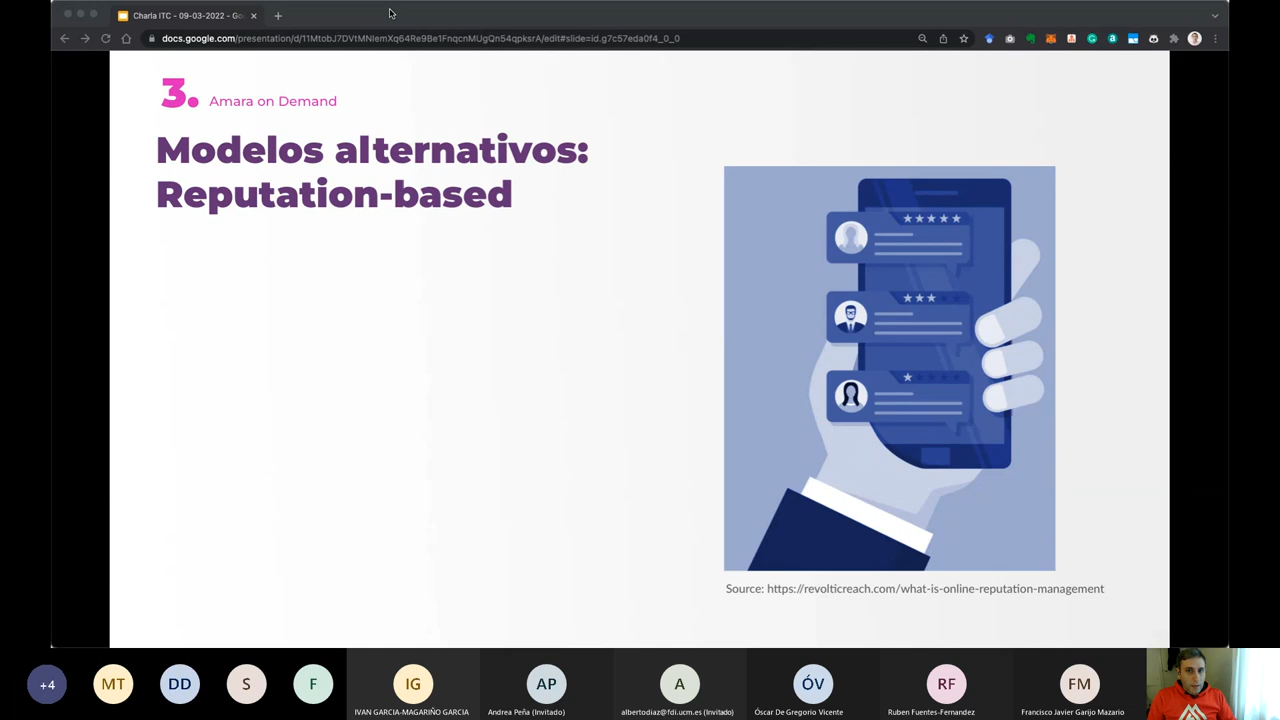 Charla ITC - 09-03-2022 - Goo
docs.google.com/presentation/d/11MtobJ7DVtMNIemXq64Re9Be1FnqcnMUgQn54qpksrA/edit#slide=id.g7c57eda0f4_0_0
3. Amara on Demand
Modelos alternativos:
Reputation-based
Source: https://revolticreach.com/what-is-online-reputation-management
+4
MT
DD
S
F
IG
AP
A
ÓV
RF
FM
IVAN GARCIA-MAGARIÑO GARCIA
Andrea Peña (Invitado)
albertodiaz@fdi.ucm.es (Invitado)
Óscar De Gregorio Vicente
Ruben Fuentes-Fernandez
Francisco Javier Garijo Mazario